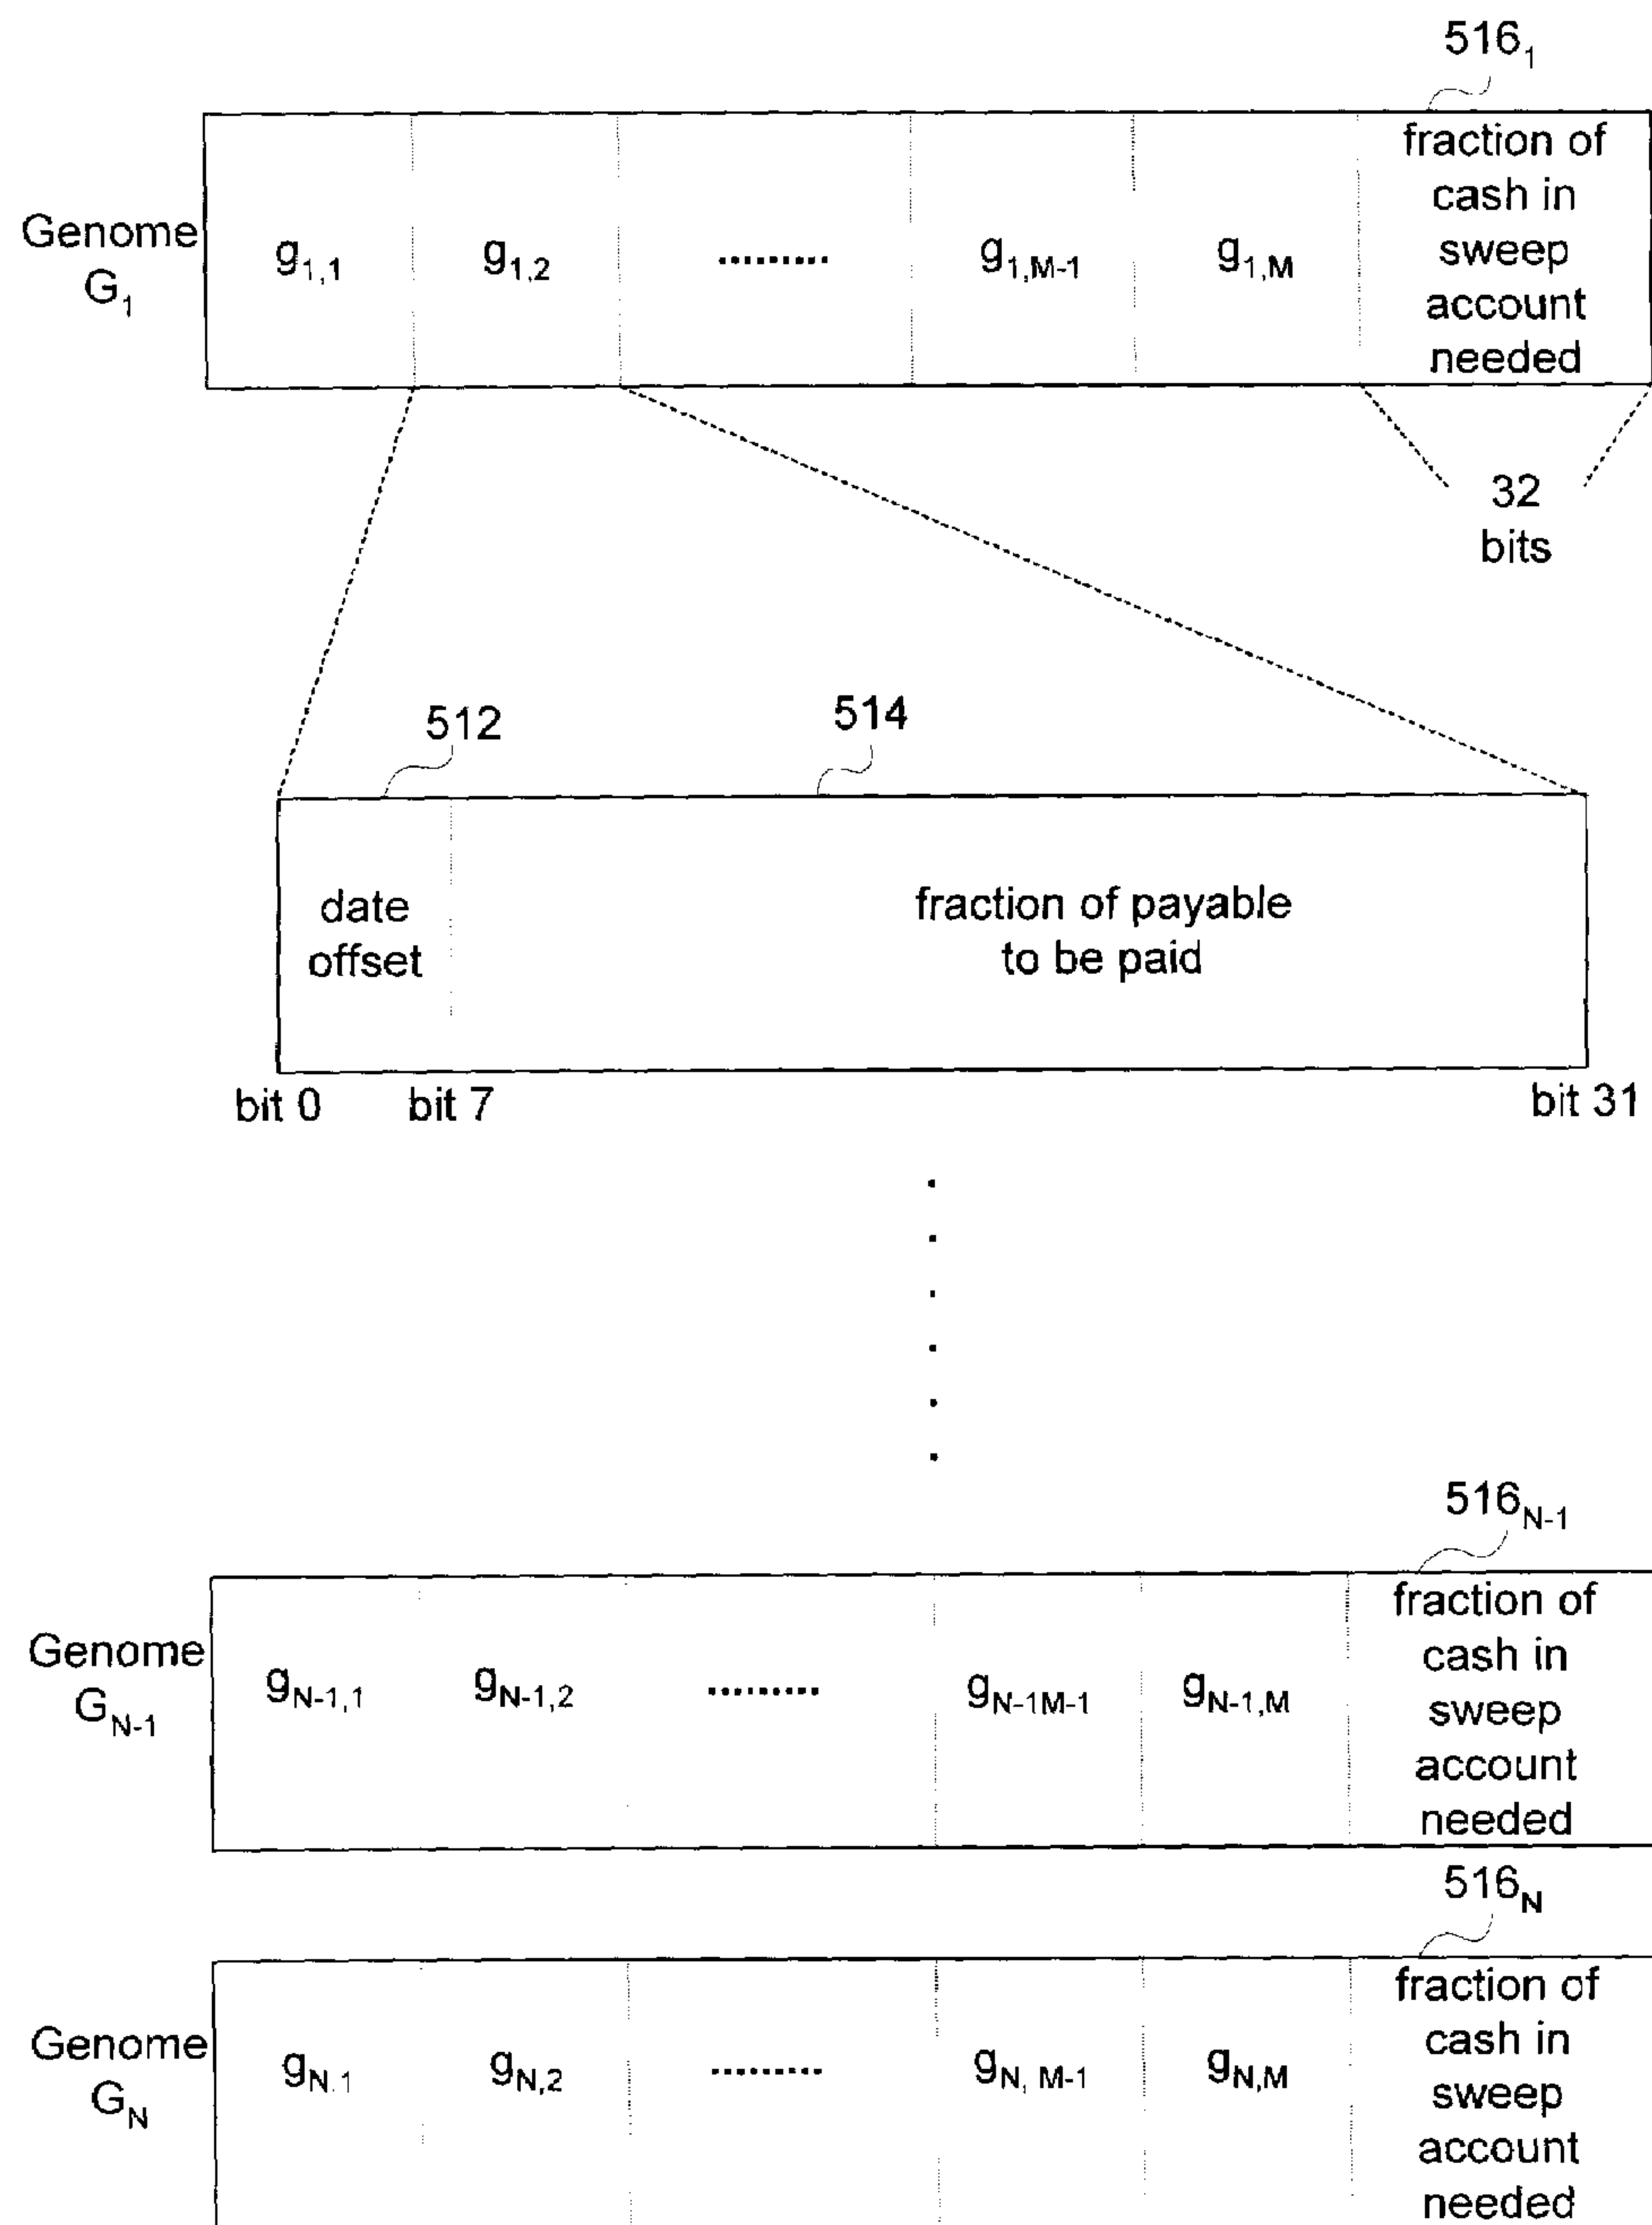 516₁
Genome
G₁
g₁,₁ g₁,₂ ......... g₁,M-1 g₁,M
fraction of
cash in
sweep
account
needed
32
bits
512
514
date
offset
fraction of payable
to be paid
bit 0 bit 7 bit 31
516N-1
Genome
GN-1
gN-1,1 gN-1,2 ......... gN-1M-1 gN-1,M
fraction of
cash in
sweep
account
needed
516N
Genome
GN
gN.1 gN,2 ......... gN, M-1 gN,M
fraction of
cash in
sweep
account
needed